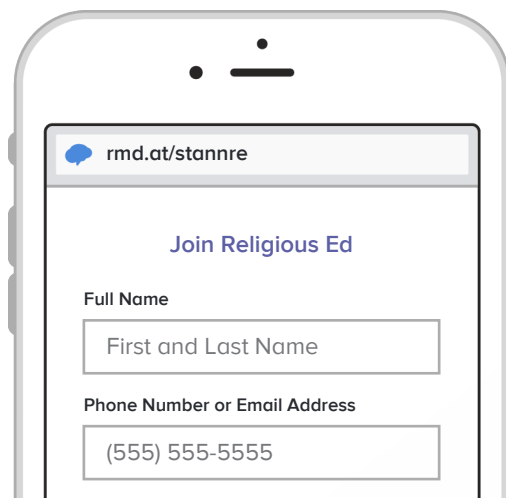 rmd.at/stannre
Join Religious Ed
Full Name
First and Last Name
Phone Number or Email Address
(555) 555-5555